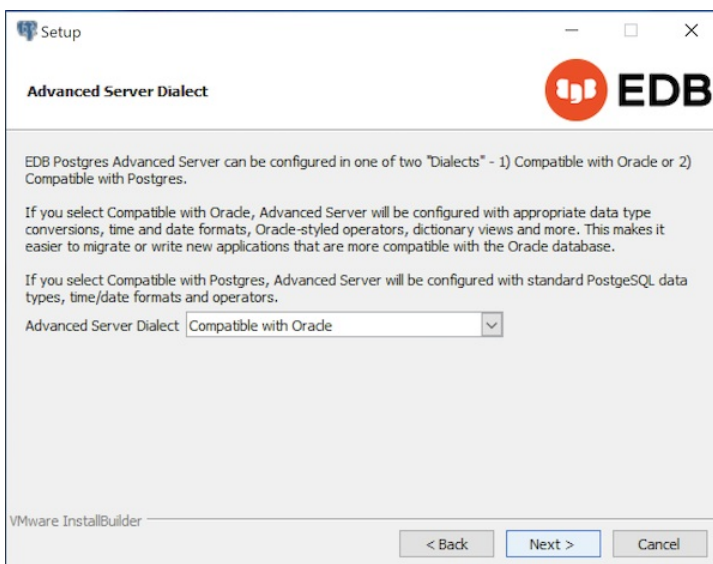 Setup
Advanced Server Dialect
EDB
EDB Postgres Advanced Server can be configured in one of two "Dialects" - 1) Compatible with Oracle or 2)
Compatible with Postgres.
If you select Compatible with Oracle, Advanced Server will be configured with appropriate data type
conversions, time and date formats, Oracle-styled operators, dictionary views and more. This makes it
easier to migrate or write new applications that are more compatible with the Oracle database.
If you select Compatible with Postgres, Advanced Server will be configured with standard PostgeSQL data
types, time/date formats and operators.
Advanced Server Dialect Compatible with Oracle
VMware InstallBuilder
< Back Next > Cancel